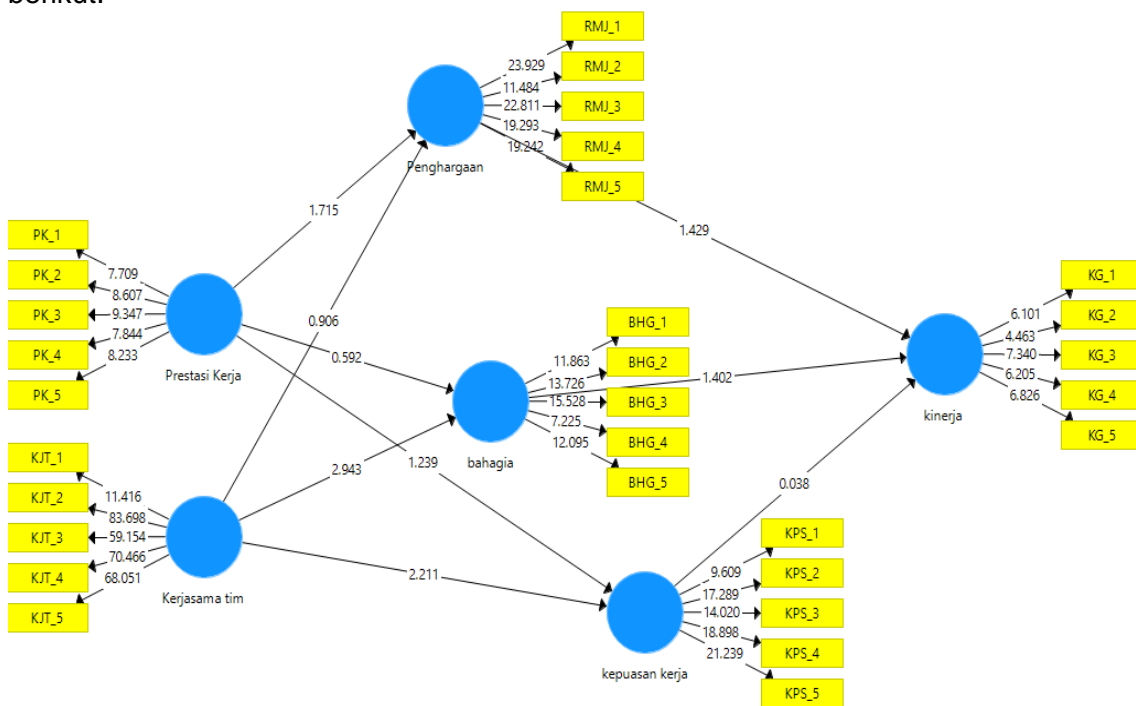 RMJ_1
23.929
RMJ_2
11.484
22.811
RMJ_3
19.293
RMJ_4
19.242
RMJ_5
Penghargaan
1.715
1.429
PK_1
7.709
PK_2
8.607
PK_3
9.347
PK_4
7.844
PK_5
8.233
Prestasi Kerja
0.906
0.592
BHG_1
11.863
BHG_2
13.726
15.528
BHG_3
7.225
BHG_4
12.095
BHG_5
bahagia
1.402
KG_1
6.101
KG_2
4.463
KG_3
7.340
KG_4
6.205
6.826
KG_5
kinerja
KJT_1
11.416
KJT_2
83.698
KJT_3
59.154
KJT_4
70.466
KJT_5
68.051
Kerjasama tim
2.943
1.239
2.211
0.038
KPS_1
9.609
KPS_2
17.289
14.020
KPS_3
18.898
KPS_4
21.239
KPS_5
kepuasan kerja